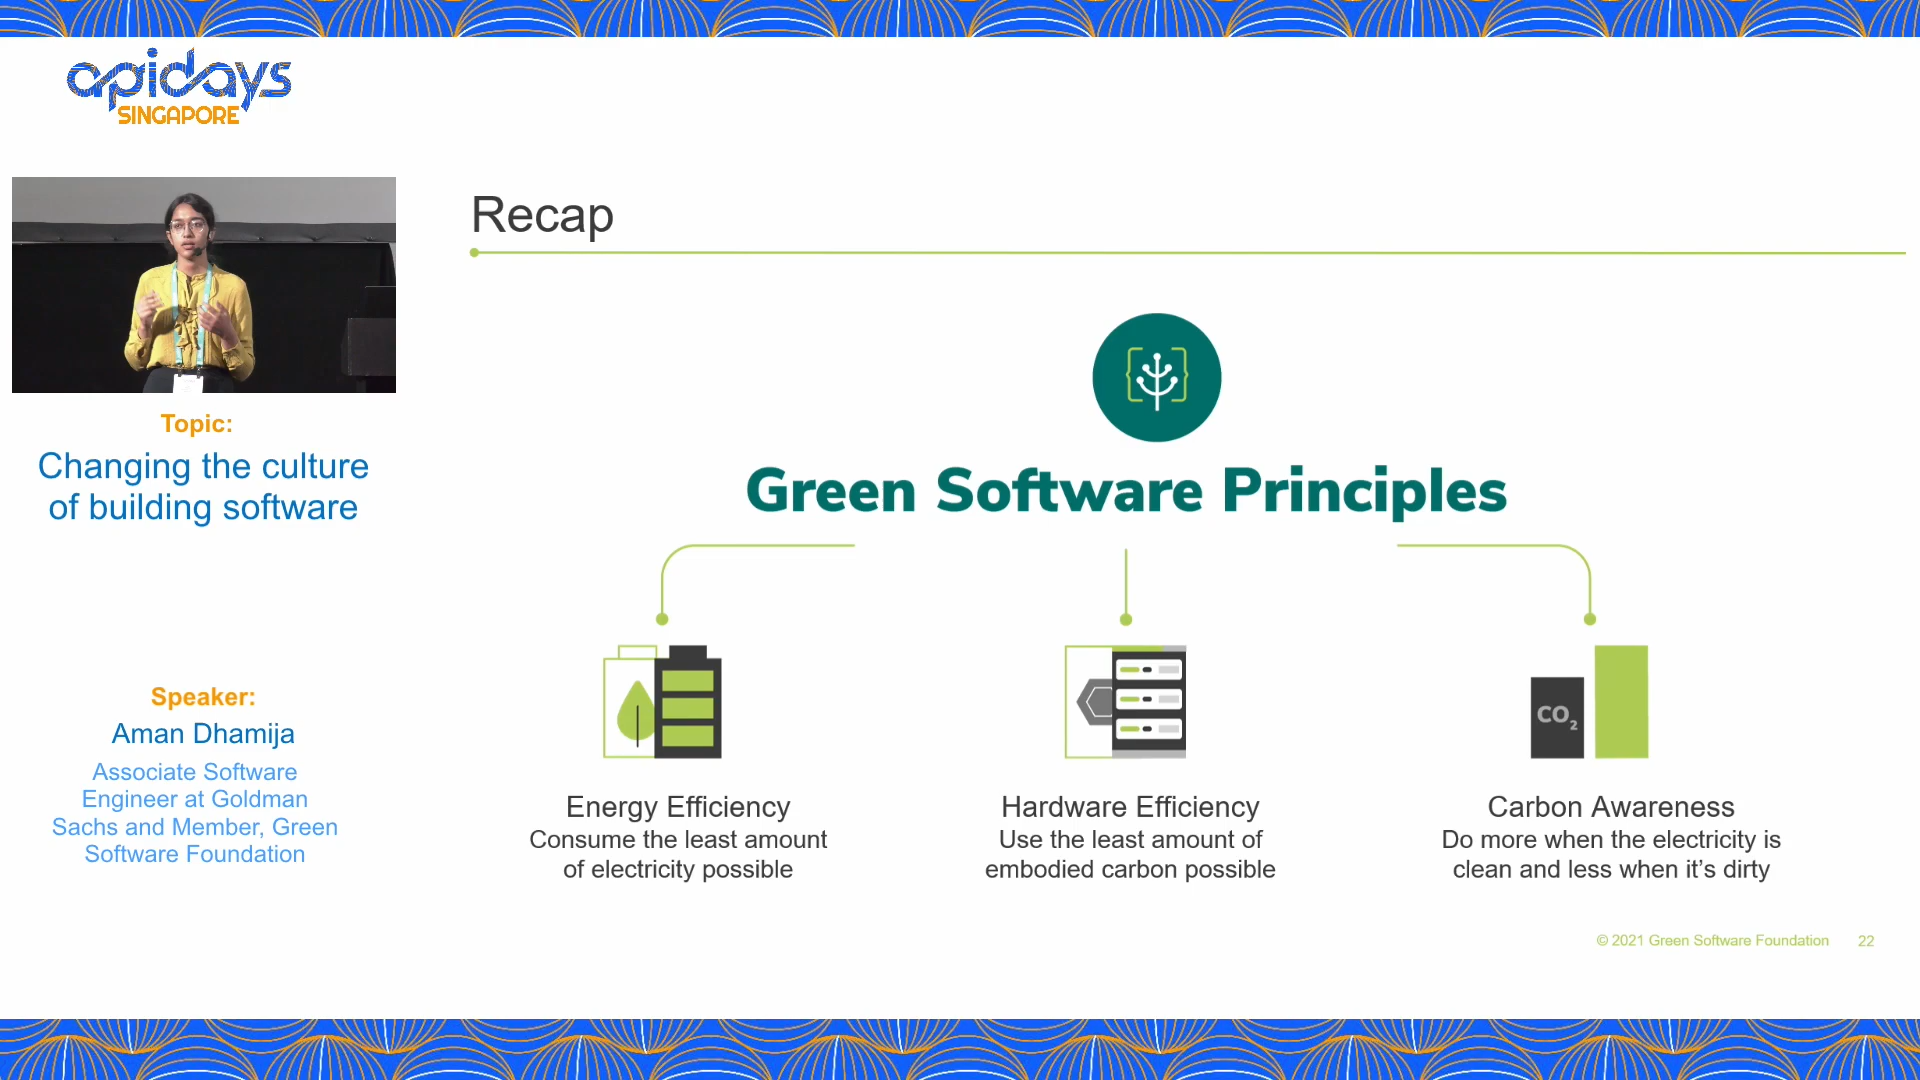 apidays
SINGAPORE
Topic:
Changing the culture
of building software
Speaker:
Aman Dhamija
Associate Software
Engineer at Goldman
Sachs and Member, Green
Software Foundation
Recap
Green Software Principles
CO2
Energy Efficiency
Consume the least amount
of electricity possible
Hardware Efficiency
Use the least amount of
embodied carbon possible
Carbon Awareness
Do more when the electricity is
clean and less when it’s dirty
© 2021 Green Software Foundation 22